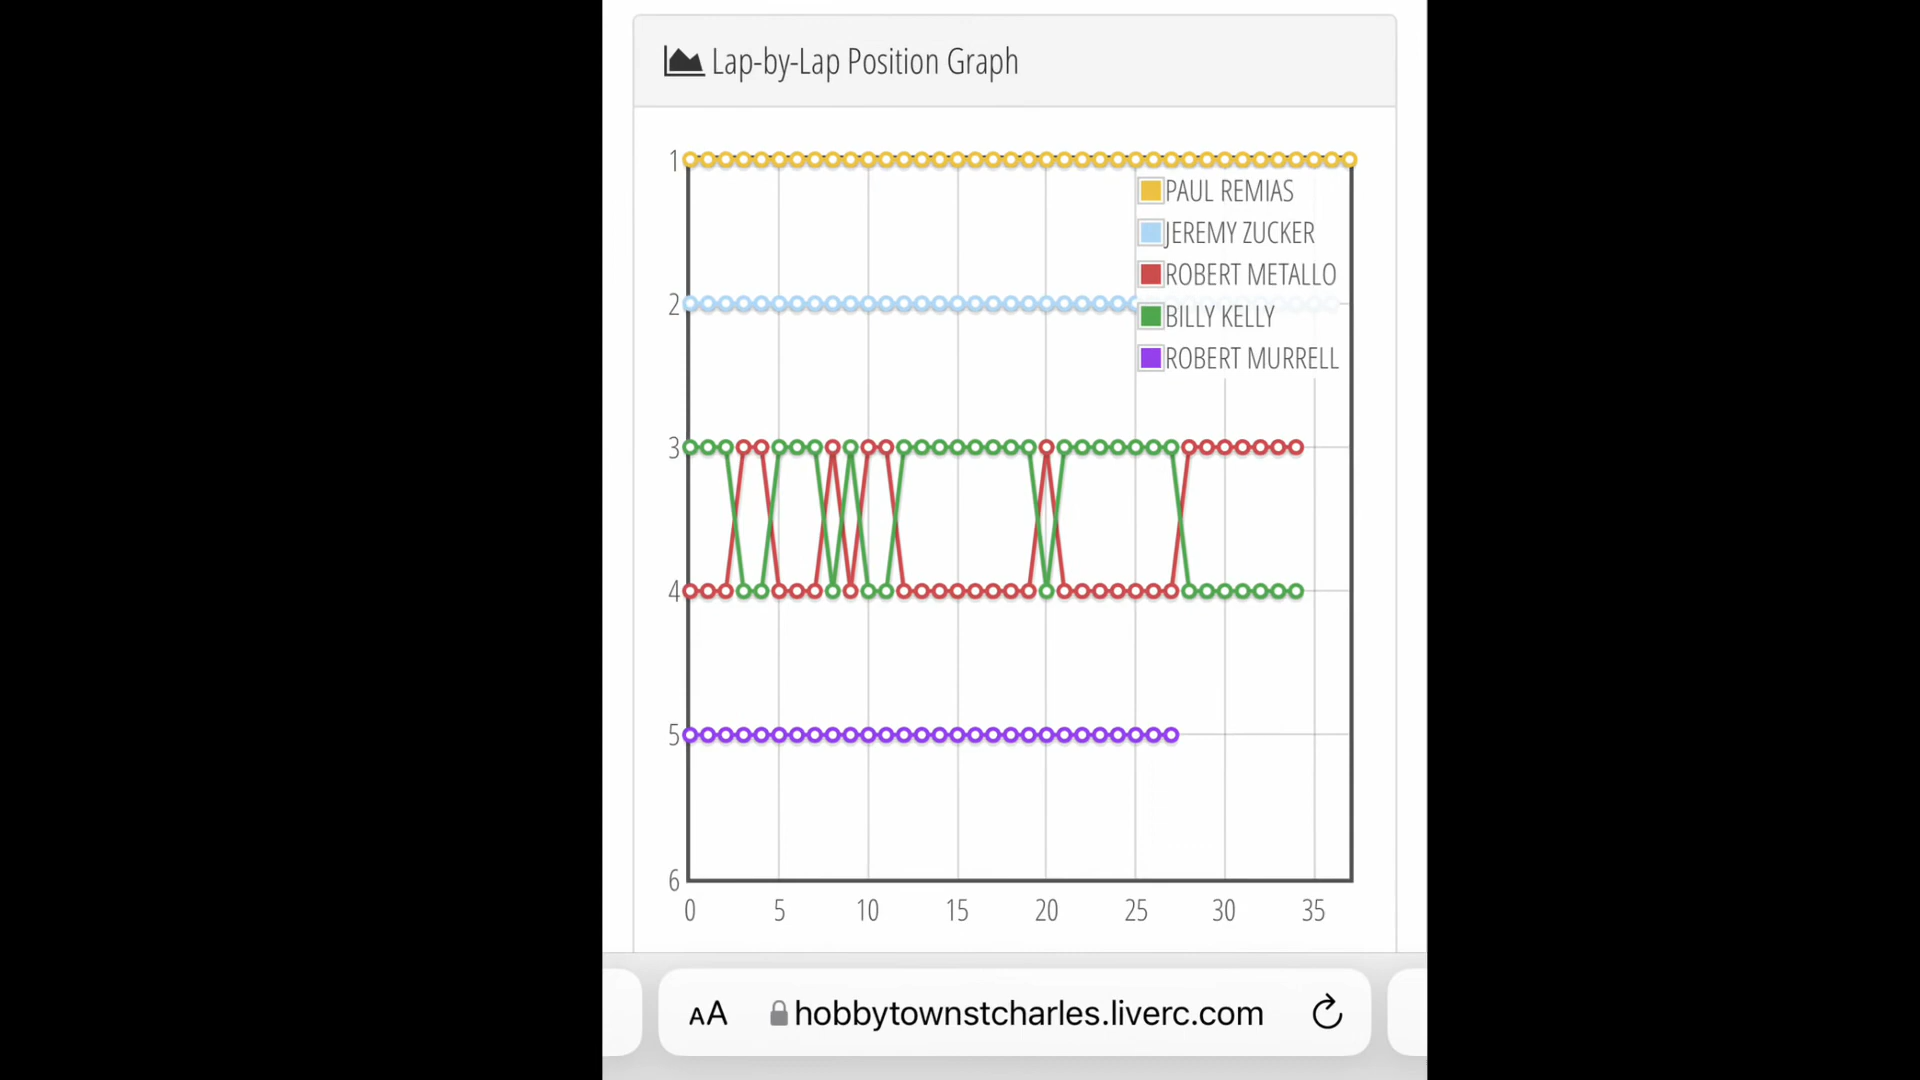 Lap-by-Lap Position Graph
1
PAUL REMIAS
JEREMY ZUCKER
ROBERT METALLO
2
BILLY KELLY
ROBERT MURRELL
3
4
5
6
0 5 10 15 20 25 30 35
AA hobbytownstcharles.liverc.com